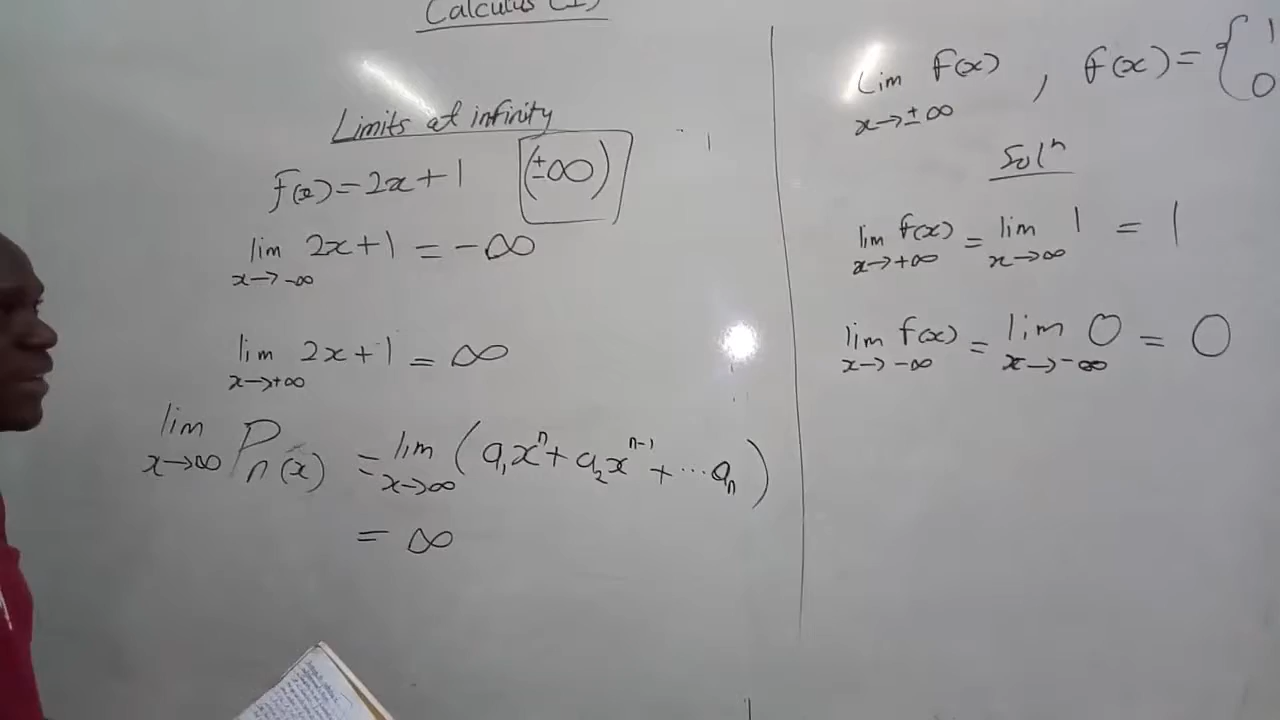 Calculus (I)
Limits at infinity
f(x)=2x+1 (±∞)
lim 2x+1 = -∞
x→-∞
lim 2x+1 = ∞
x→+∞
lim Pn(x) = lim (a₁xⁿ + a₂xⁿ⁻¹ + ... aₙ)
x→∞ x→∞
= ∞
Lim f(x) , f(x) = { 1
x→±∞ 0
Solⁿ
lim f(x) = lim 1 = 1
x→+∞ x→∞
lim f(x) = lim 0 = 0
x→-∞ x→-∞